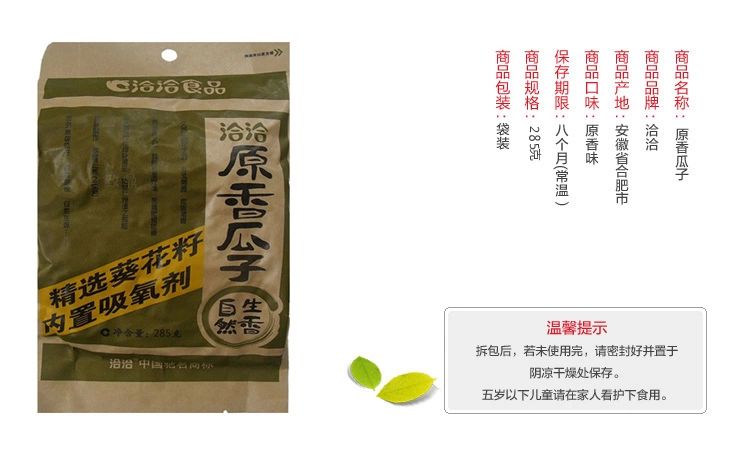 洽洽食品
洽洽
原香瓜子
精选葵花籽
内置吸氧剂
自然
生香
净含量：285克
洽洽 中国驰名商标
商品名称：原香瓜子
商品品牌：洽洽
商品产地：安徽省合肥市
商品口味：原香味
保存期限：八个月(常温)
商品规格：285克
商品包装：袋装
温馨提示
拆包后，若未使用完，请密封好并置于
阴凉干燥处保存。
五岁以下儿童请在家人看护下食用。